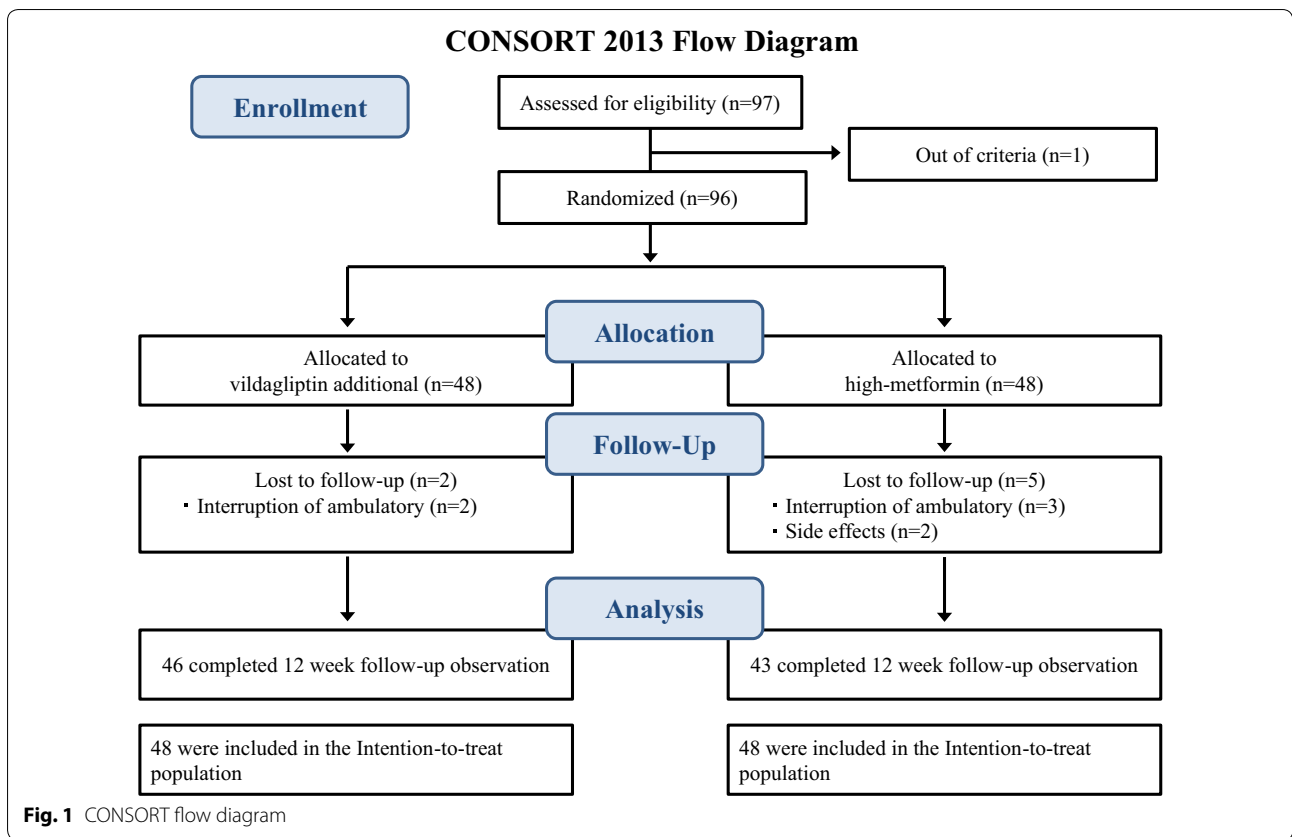 CONSORT 2013 Flow Diagram
Enrollment
Assessed for eligibility (n=97)
Out of criteria (n=1)
Randomized (n=96)
Allocation
Allocated to
vildagliptin additional (n=48)
Allocated to
high-metformin (n=48)
Follow-Up
Lost to follow-up (n=2)
・Interruption of ambulatory (n=2)
Lost to follow-up (n=5)
・Interruption of ambulatory (n=3)
・Side effects (n=2)
Analysis
46 completed 12 week follow-up observation
43 completed 12 week follow-up observation
48 were included in the Intention-to-treat
population
48 were included in the Intention-to-treat
population
Fig. 1 CONSORT flow diagram